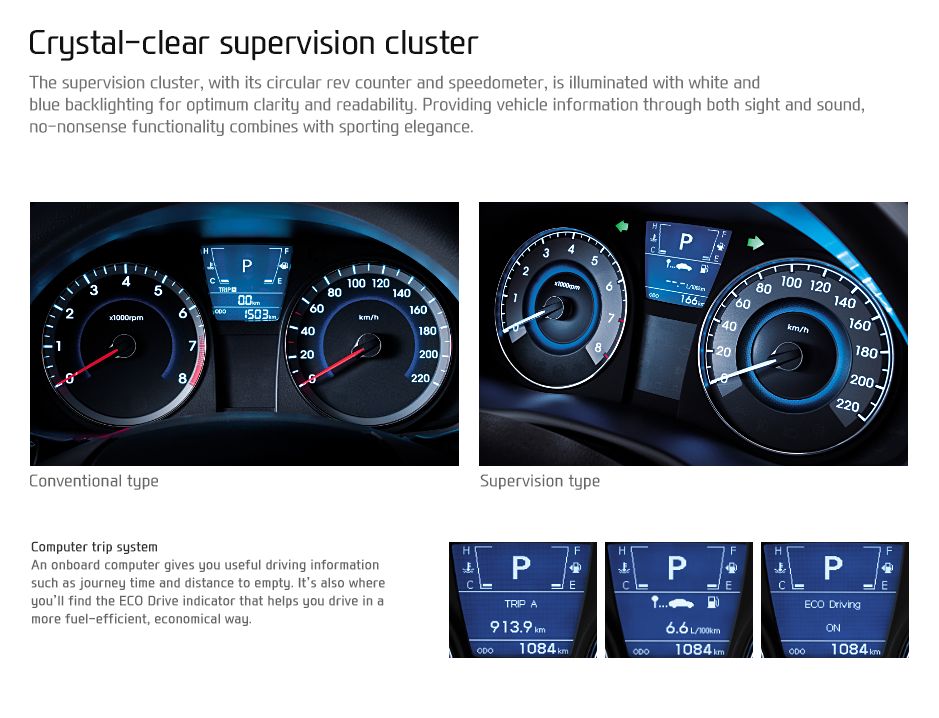 Crystal-clear supervision cluster
The supervision cluster, with its circular rev counter and speedometer, is illuminated with white and
blue backlighting for optimum clarity and readability. Providing vehicle information through both sight and sound,
no-nonsense functionality combines with sporting elegance.
0 1 2 3 4 5 6 7 8
x1000rpm
H F
P
C E
TRIP B
0.0 km
ODO 1503 km
0 20 40 60 80 100 120 140 160 180 200 220
km/h
0 1 2 3 4 5 6 7 8
x1000rpm
H F
P
C E
---.- L/100km
ODO 166 km
0 20 40 60 80 100 120 140 160 180 200 220
km/h
Conventional type
Supervision type
Computer trip system
An onboard computer gives you useful driving information
such as journey time and distance to empty. It's also where
you'll find the ECO Drive indicator that helps you drive in a
more fuel-efficient, economical way.
H F
P
C E
TRIP A
913.9 km
ODO 1084 km
H F
P
C E
6.6 L/100km
ODO 1084 km
H F
P
C E
ECO Driving
ON
ODO 1084 km